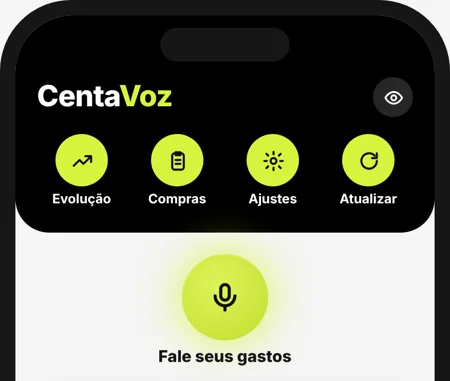 CentaVoz
Evolução
Compras
Ajustes
Atualizar
Fale seus gastos